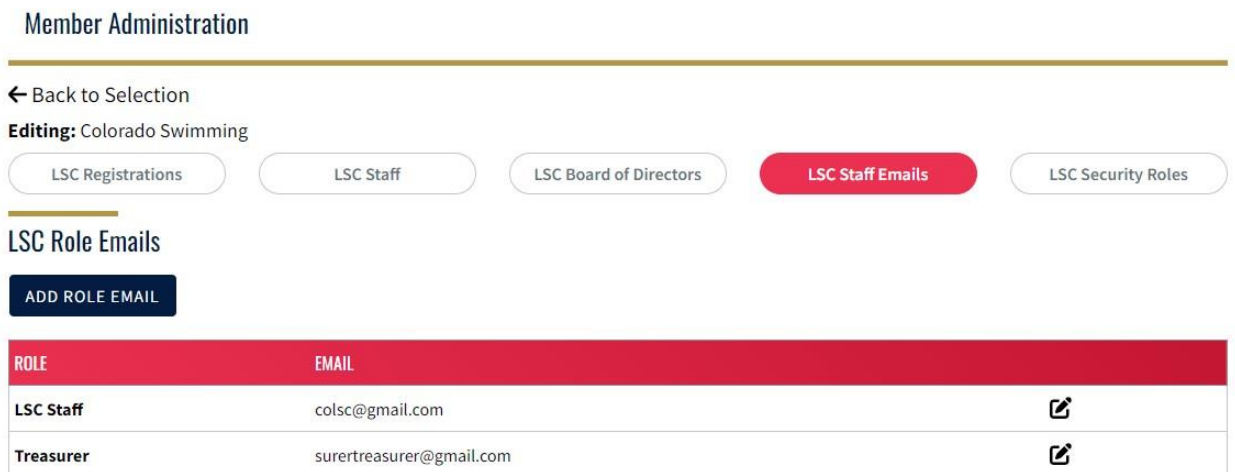 Member Administration
← Back to Selection
Editing: Colorado Swimming
LSC Registrations LSC Staff LSC Board of Directors LSC Staff Emails LSC Security Roles
LSC Role Emails
ADD ROLE EMAIL
ROLE EMAIL
LSC Staff colsc@gmail.com
Treasurer surertreasurer@gmail.com